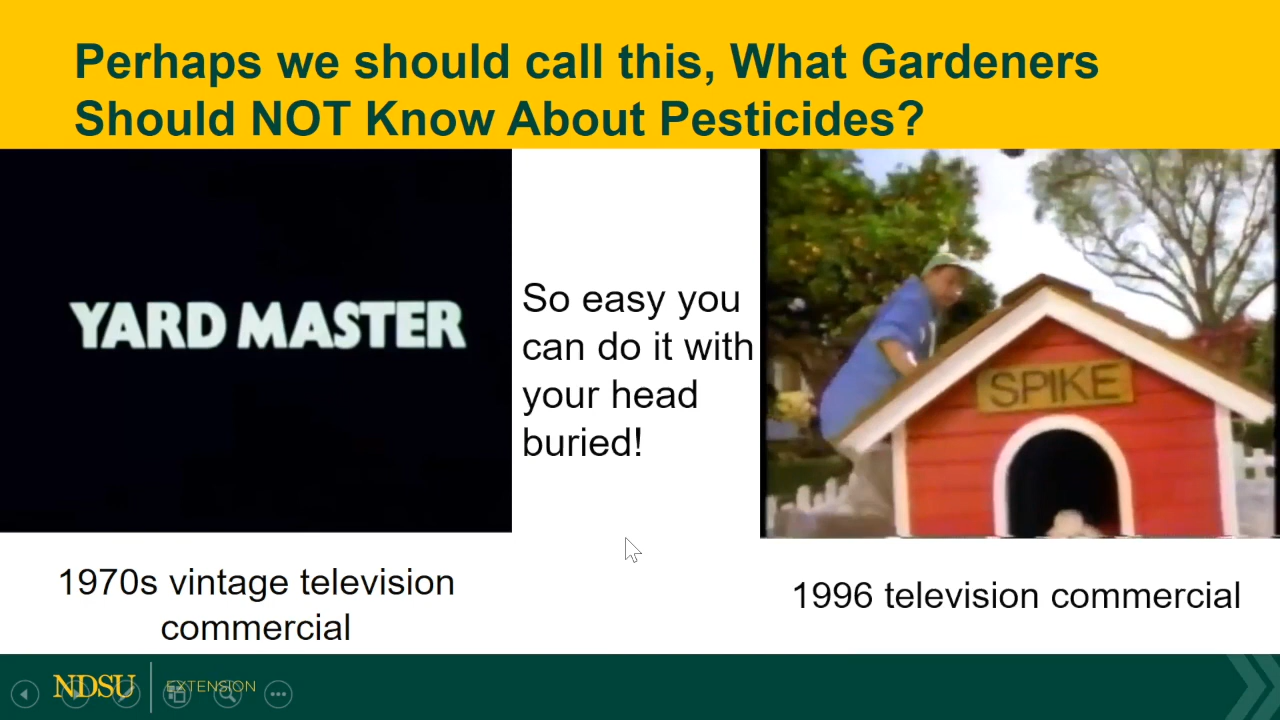 Perhaps we should call this, What Gardeners
Should NOT Know About Pesticides?
YARD MASTER
So easy you
can do it with
your head
buried!
SPIKE
1970s vintage television
commercial
1996 television commercial
NDSU EXTENSION